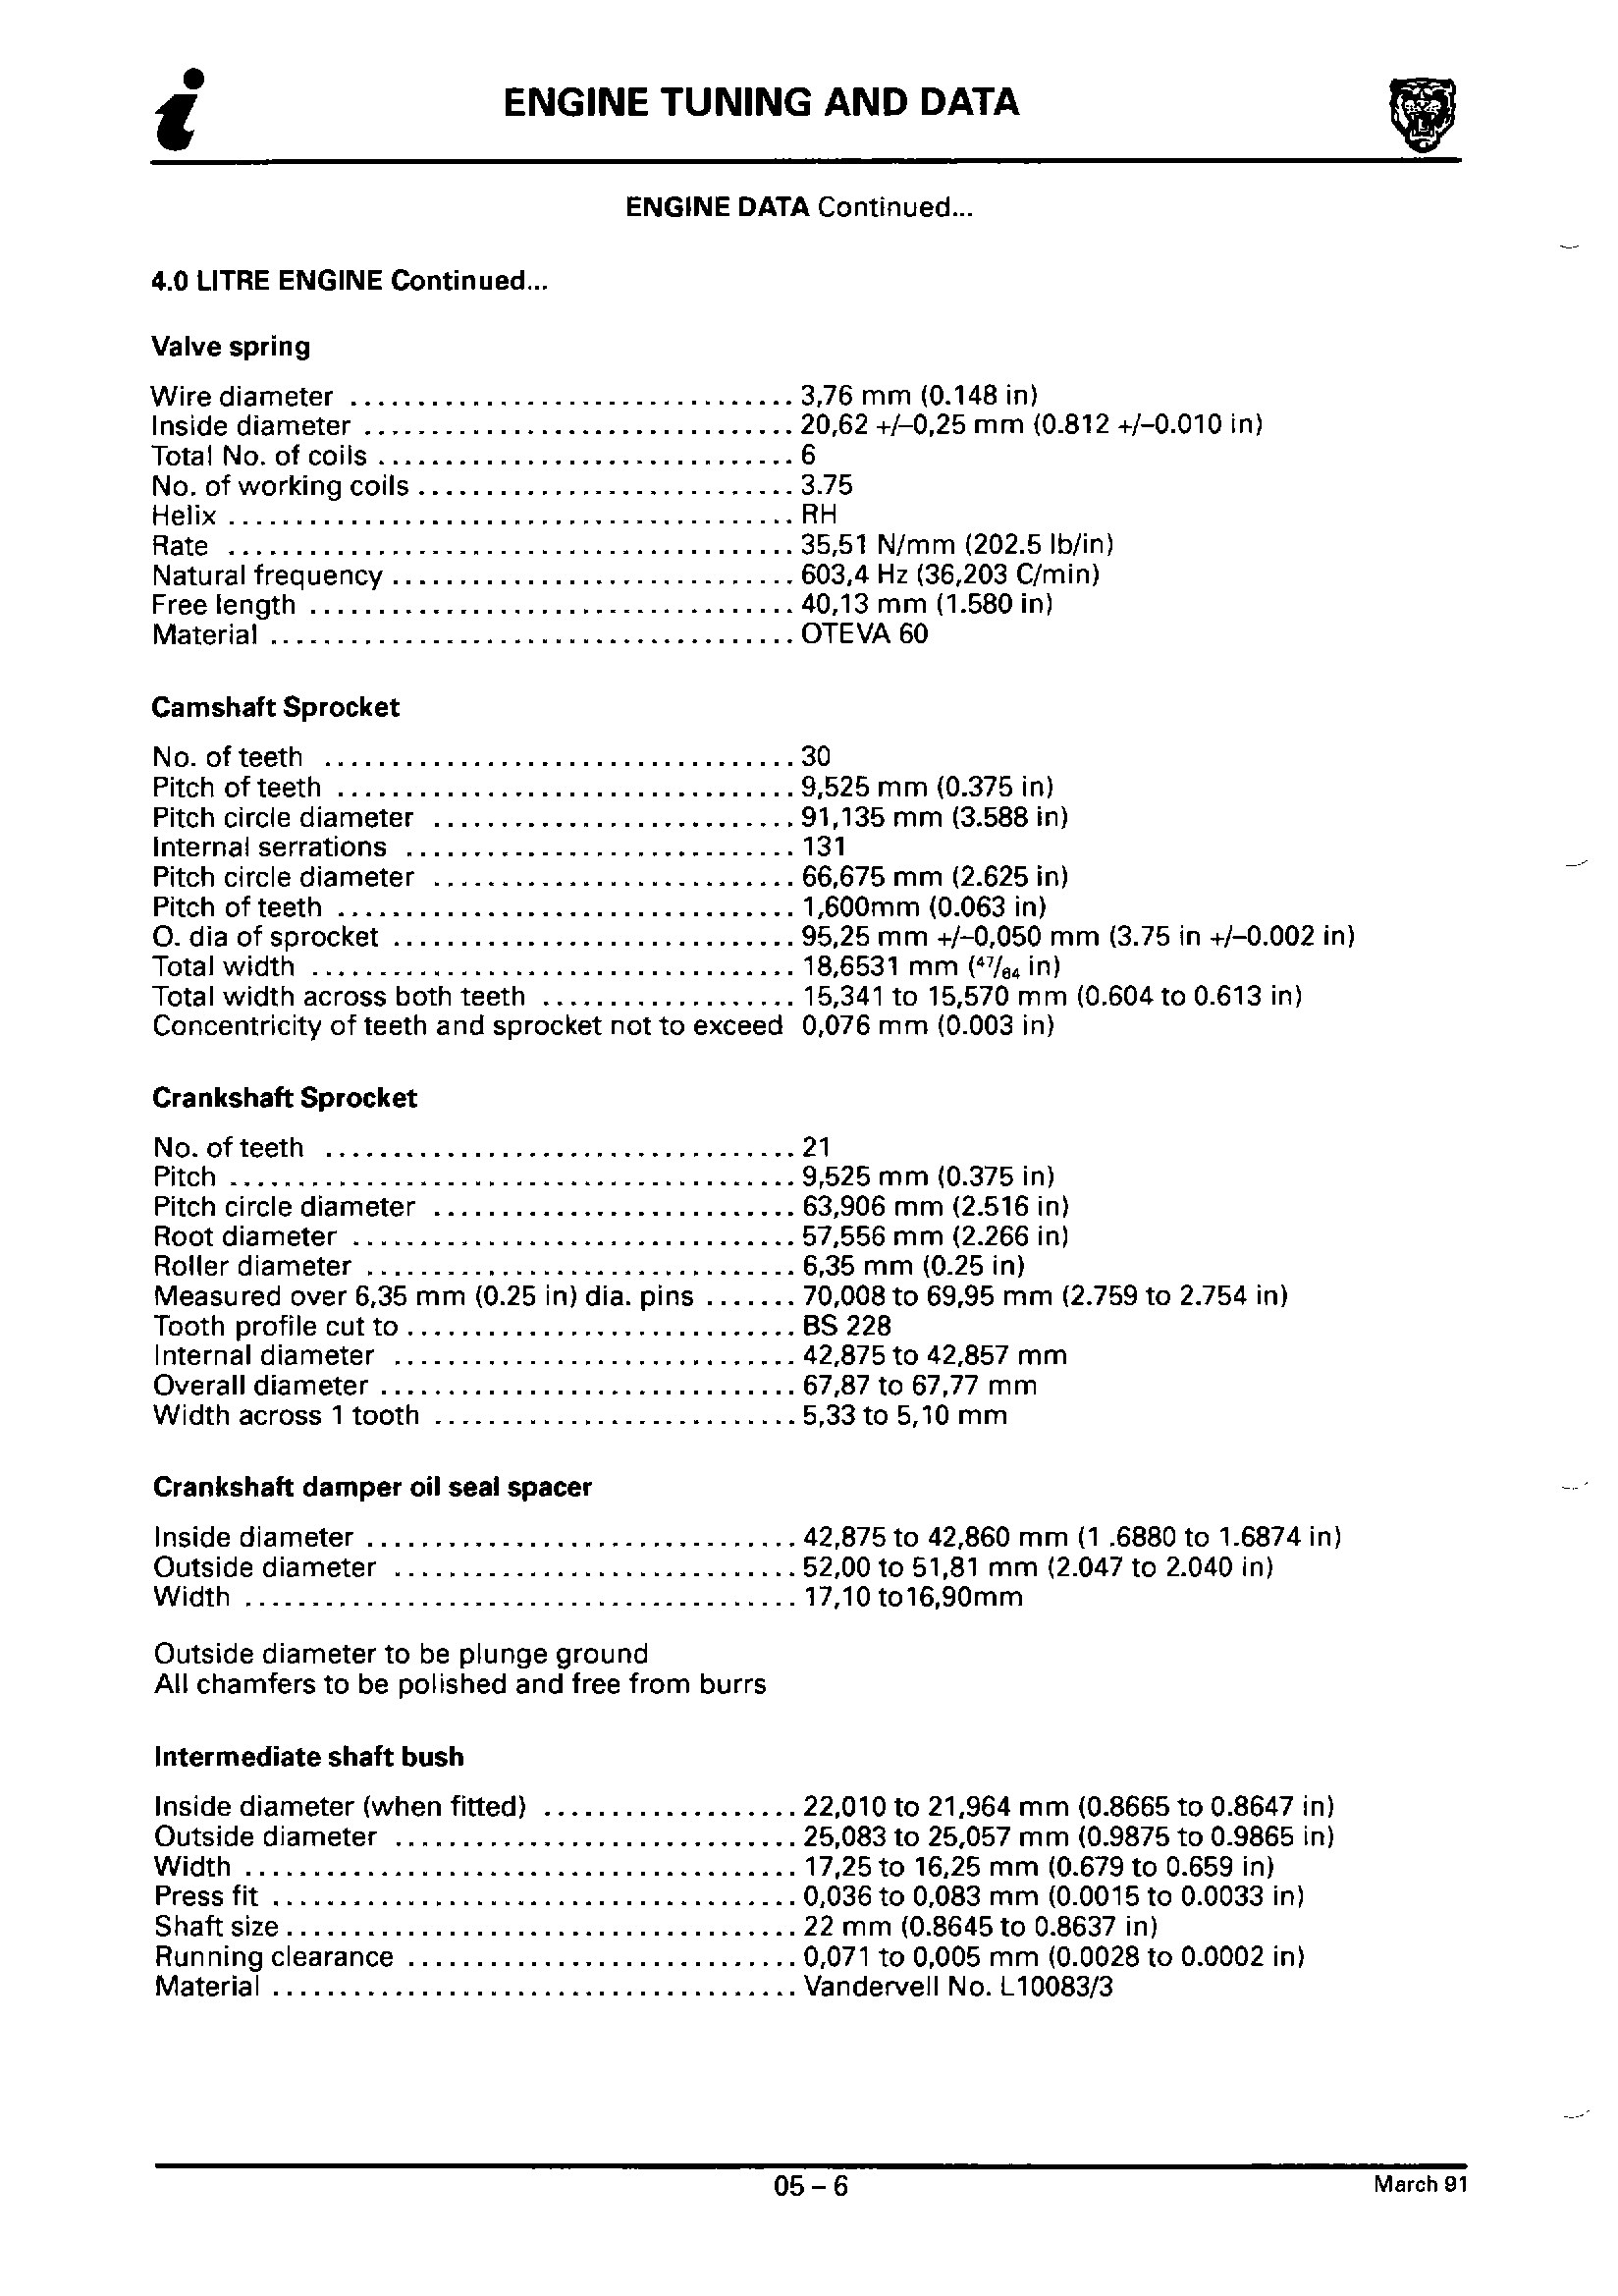 ENGINE TUNING AND DATA
ENGINE DATA Continued...
4.0 LITRE ENGINE Continued...
Valve spring
Wire diameter ................................. 3,76 mm (0.148 in)
Inside diameter ................................ 20,62 +/–0,25 mm (0.812 +/–0.010 in)
Total No. of coils ............................... 6
No. of working coils ............................ 3.75
Helix .......................................... RH
Rate .......................................... 35,51 N/mm (202.5 lb/in)
Natural frequency .............................. 603,4 Hz (36,203 C/min)
Free length .................................... 40,13 mm (1.580 in)
Material ....................................... OTEVA 60
Camshaft Sprocket
No. of teeth ................................... 30
Pitch of teeth .................................. 9,525 mm (0.375 in)
Pitch circle diameter ........................... 91,135 mm (3.588 in)
Internal serrations ............................. 131
Pitch circle diameter ........................... 66,675 mm (2.625 in)
Pitch of teeth .................................. 1,600mm (0.063 in)
O. dia of sprocket .............................. 95,25 mm +/–0,050 mm (3.75 in +/–0.002 in)
Total width .................................... 18,6531 mm (47/64 in)
Total width across both teeth ................... 15,341 to 15,570 mm (0.604 to 0.613 in)
Concentricity of teeth and sprocket not to exceed 0,076 mm (0.003 in)
Crankshaft Sprocket
No. of teeth ................................... 21
Pitch .......................................... 9,525 mm (0.375 in)
Pitch circle diameter ........................... 63,906 mm (2.516 in)
Root diameter ................................. 57,556 mm (2.266 in)
Roller diameter ................................ 6,35 mm (0.25 in)
Measured over 6,35 mm (0.25 in) dia. pins ....... 70,008 to 69,95 mm (2.759 to 2.754 in)
Tooth profile cut to ............................. BS 228
Internal diameter .............................. 42,875 to 42,857 mm
Overall diameter ............................... 67,87 to 67,77 mm
Width across 1 tooth ........................... 5,33 to 5,10 mm
Crankshaft damper oil seal spacer
Inside diameter ................................ 42,875 to 42,860 mm (1 .6880 to 1.6874 in)
Outside diameter .............................. 52,00 to 51,81 mm (2.047 to 2.040 in)
Width ......................................... 17,10 to16,90mm
Outside diameter to be plunge ground
All chamfers to be polished and free from burrs
Intermediate shaft bush
Inside diameter (when fitted) ................... 22,010 to 21,964 mm (0.8665 to 0.8647 in)
Outside diameter .............................. 25,083 to 25,057 mm (0.9875 to 0.9865 in)
Width ......................................... 17,25 to 16,25 mm (0.679 to 0.659 in)
Press fit ....................................... 0,036 to 0,083 mm (0.0015 to 0.0033 in)
Shaft size ...................................... 22 mm (0.8645 to 0.8637 in)
Running clearance ............................. 0,071 to 0,005 mm (0.0028 to 0.0002 in)
Material ....................................... Vandervell No. L10083/3
05 – 6
March 91